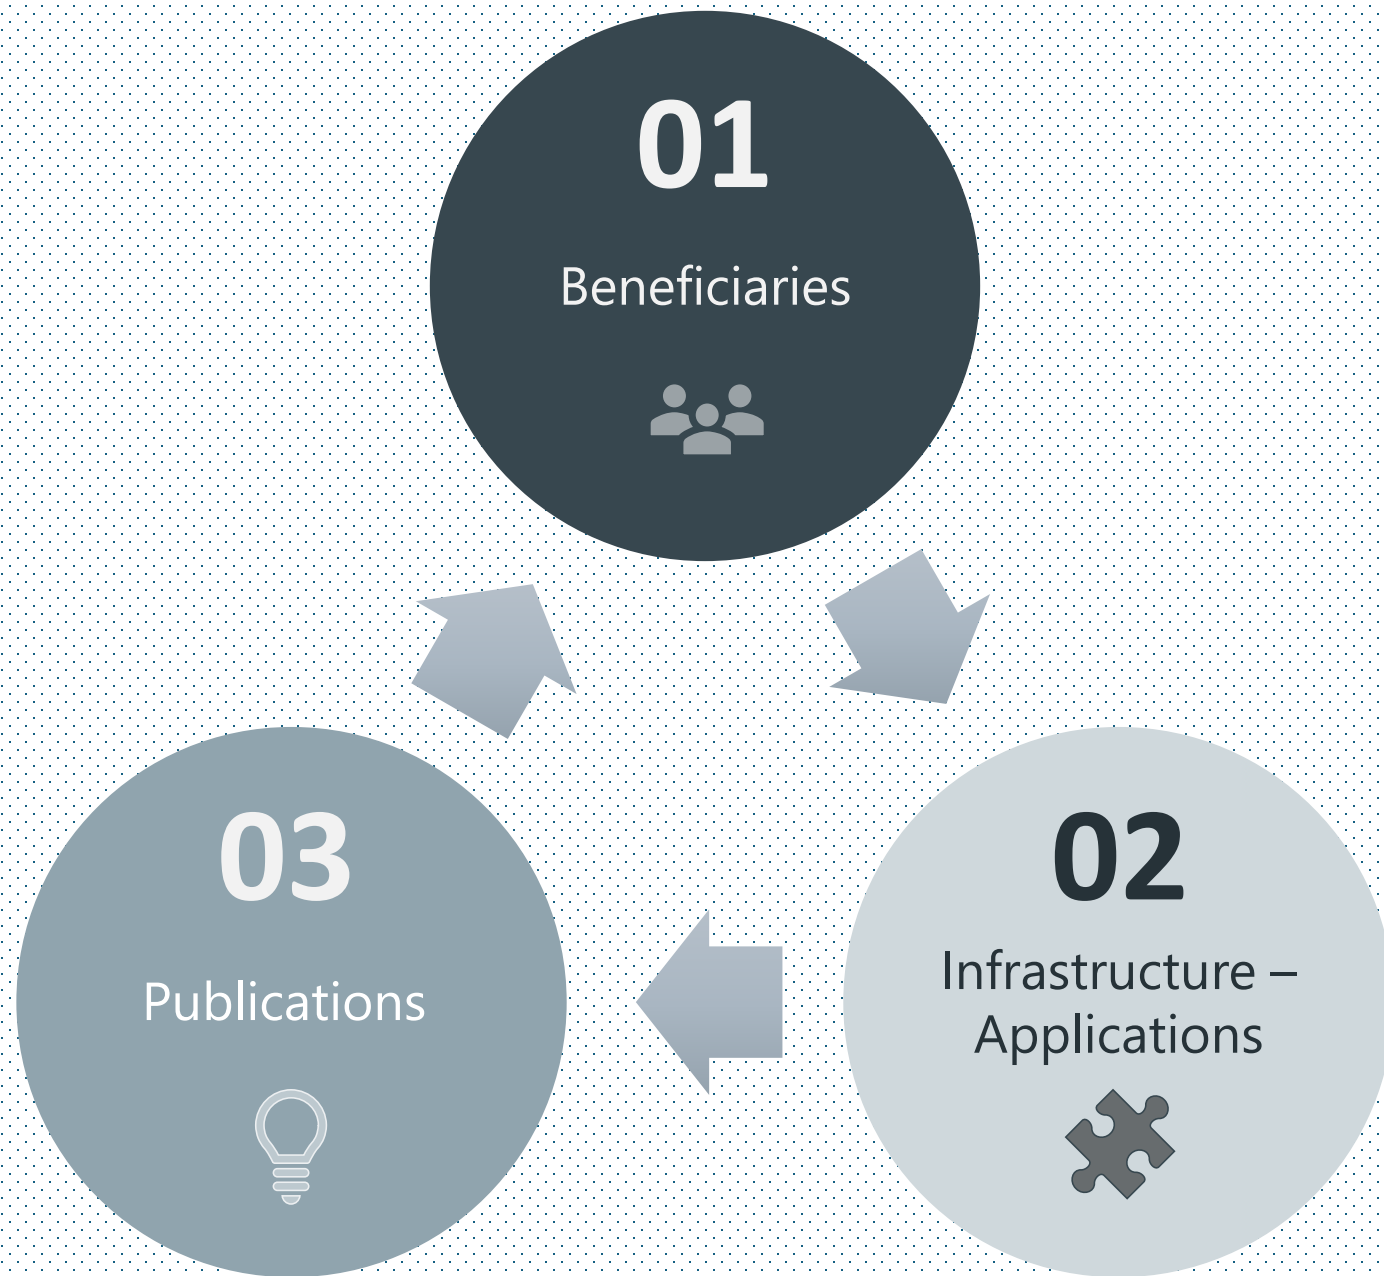 01
Beneficiaries
02
Infrastructure –
Applications
03
Publications